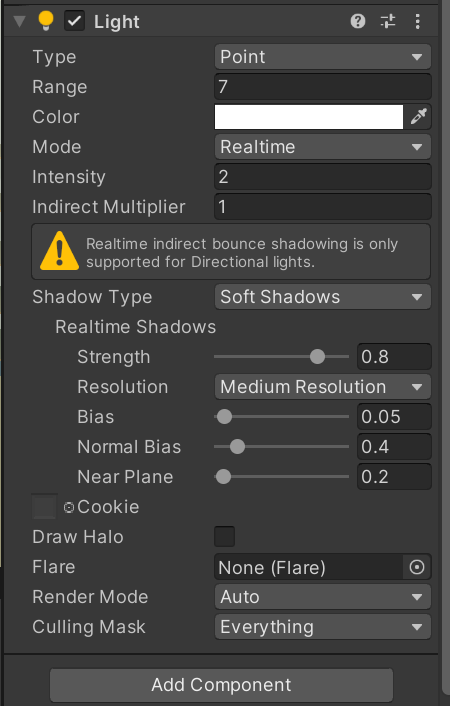 Light
Type Point
Range 7
Color
Mode Realtime
Intensity 2
Indirect Multiplier 1
Realtime indirect bounce shadowing is only
supported for Directional lights.
Shadow Type Soft Shadows
Realtime Shadows
Strength 0.8
Resolution Medium Resolution
Bias 0.05
Normal Bias 0.4
Near Plane 0.2
Cookie
Draw Halo
Flare None (Flare)
Render Mode Auto
Culling Mask Everything
Add Component